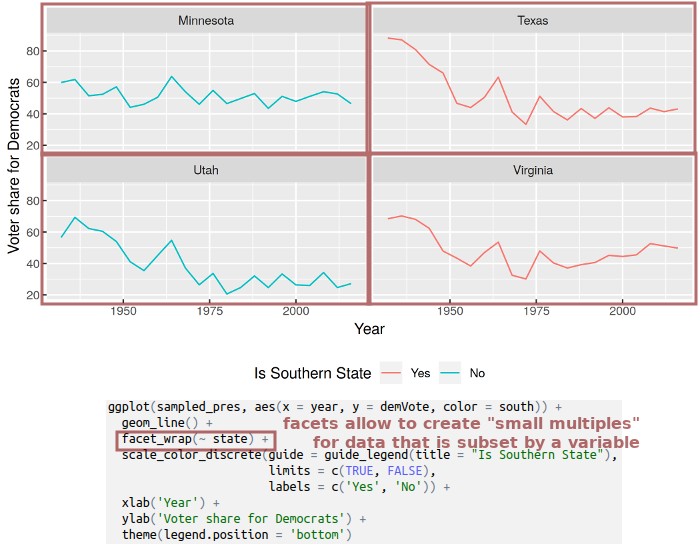 Minnesota
Texas
80
60
40
20
Utah
Virginia
80
60
40
20
Voter share for Democrats
1950
1975
2000
1950
1975
2000
Year
Is Southern State Yes No
ggplot(sampled_pres, aes(x = year, y = demVote, color = south)) +
geom_line() +
facets allow to create "small multiples"
facet_wrap(~ state) +
for data that is subset by a variable
scale_color_discrete(guide = guide_legend(title = "Is Southern State"),
limits = c(TRUE, FALSE),
labels = c('Yes', 'No')) +
xlab('Year') +
ylab('Voter share for Democrats') +
theme(legend.position = 'bottom')